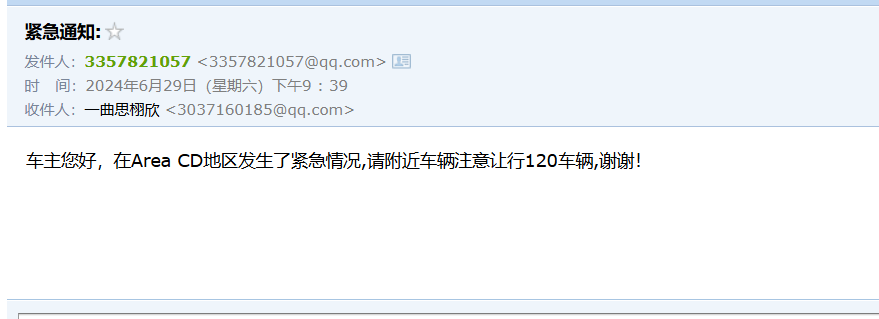 紧急通知:
发件人：3357821057 <3357821057@qq.com>
时　间：2024年6月29日（星期六）下午9：39
收件人：一曲思栩欣 <3037160185@qq.com>
车主您好，在Area CD地区发生了紧急情况,请附近车辆注意让行120车辆,谢谢!